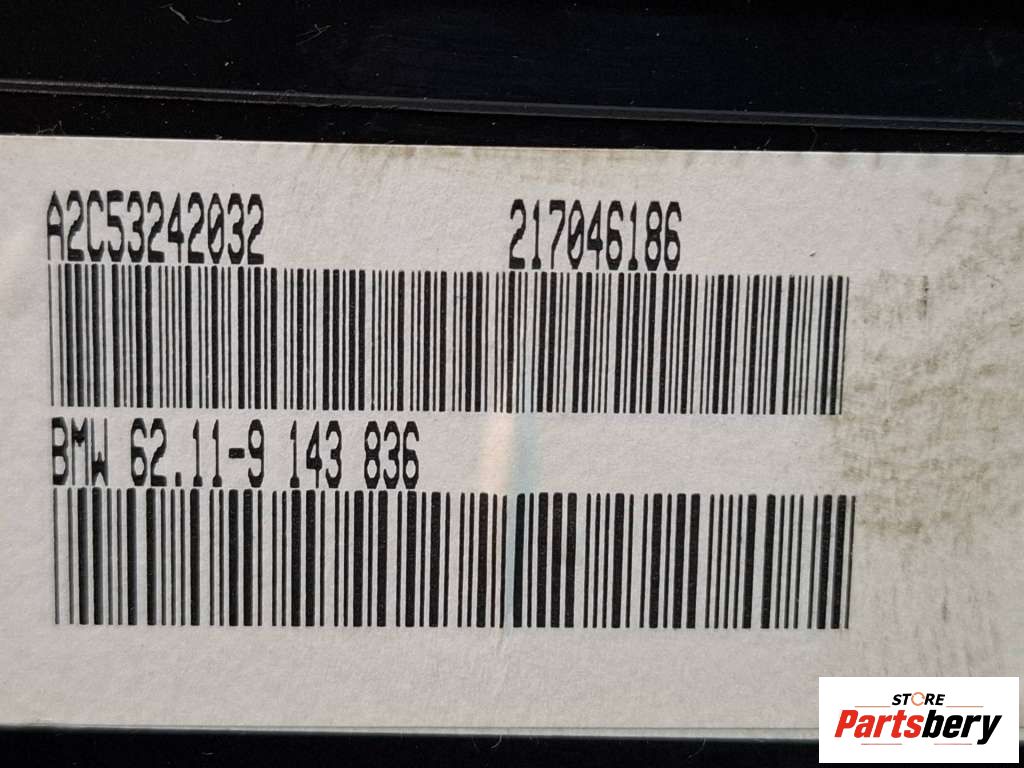 A2C53242032 217046186
BMW 62.11-9 143 836
STORE
Partsbery